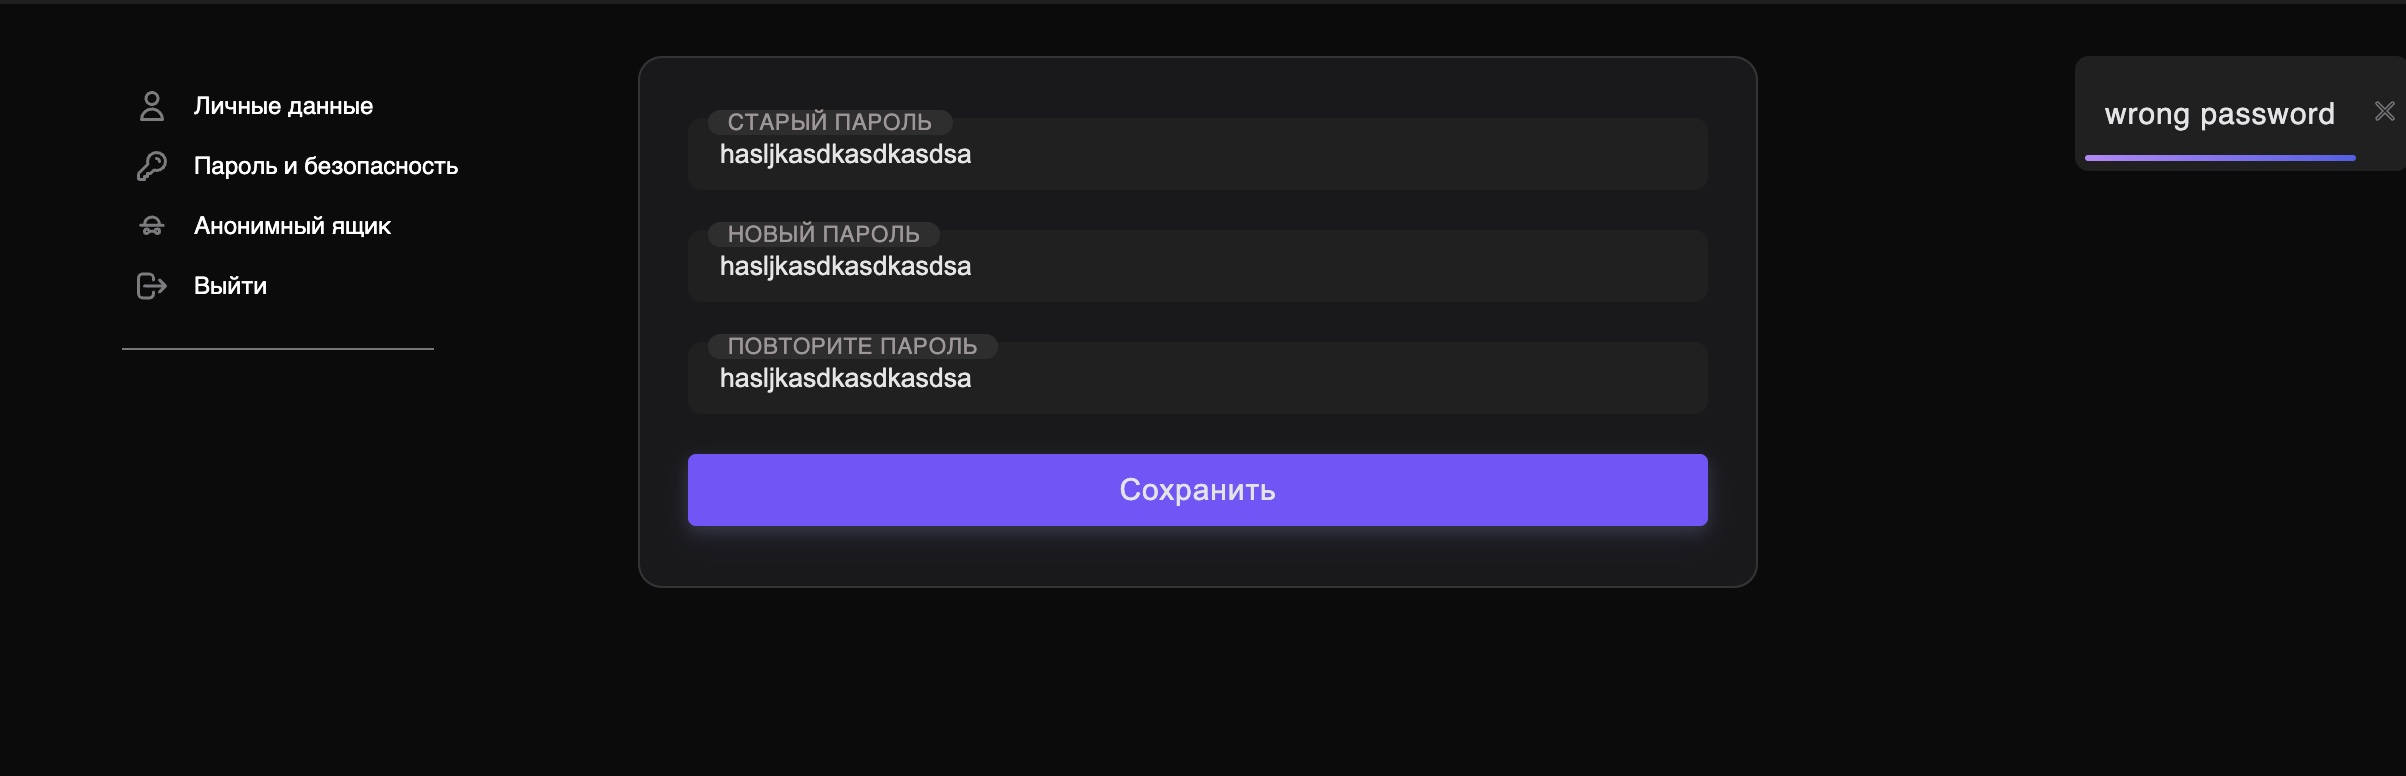 Личные данные
Пароль и безопасность
Анонимный ящик
Выйти
СТАРЫЙ ПАРОЛЬ
hasljkasdkasdkasdsa
НОВЫЙ ПАРОЛЬ
hasljkasdkasdkasdsa
ПОВТОРИТЕ ПАРОЛЬ
hasljkasdkasdkasdsa
Сохранить
wrong password